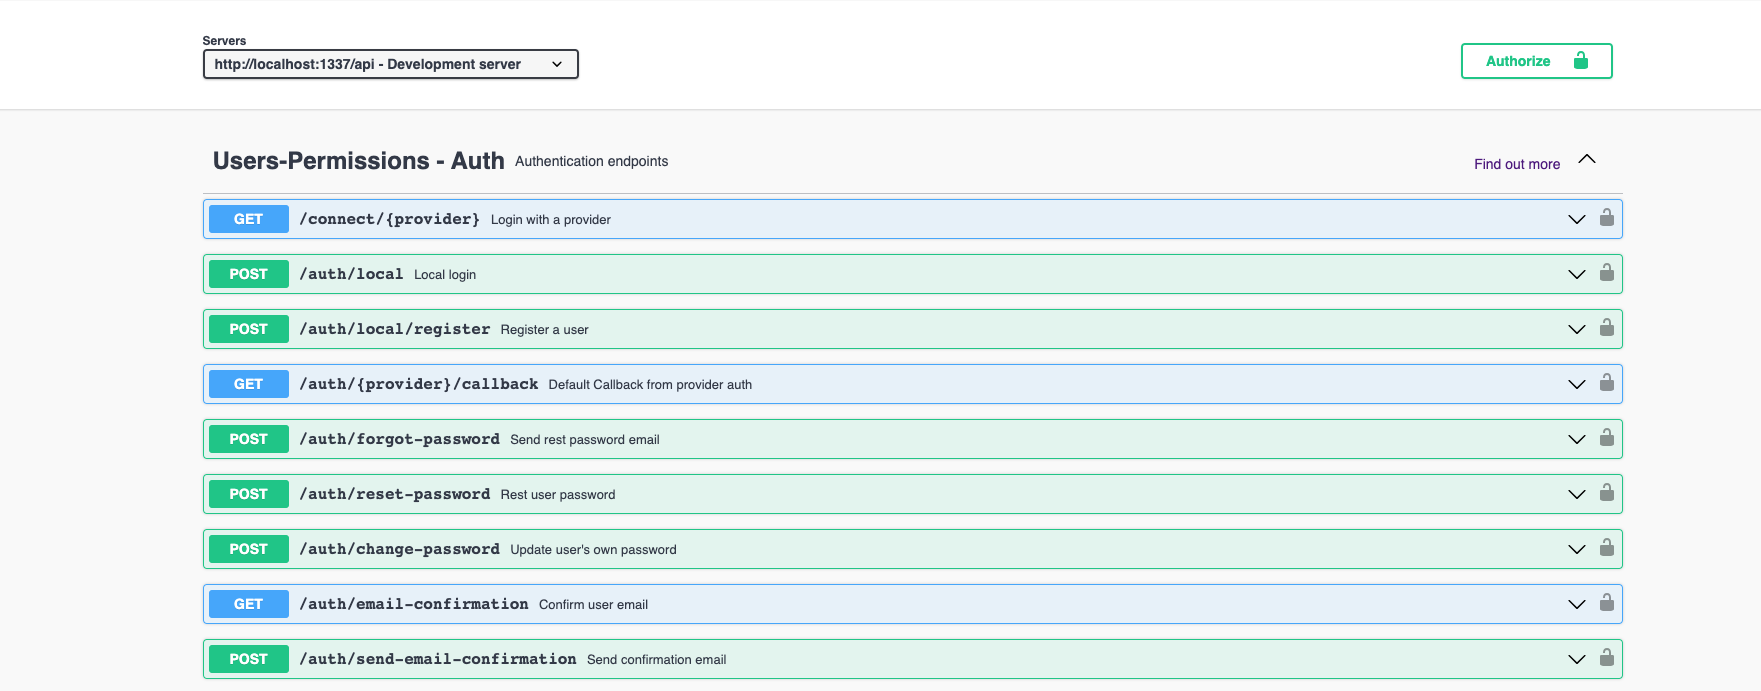 Servers
http://localhost:1337/api - Development server
Authorize
Users-Permissions - Auth Authentication endpoints Find out more
GET /connect/{provider} Login with a provider
POST /auth/local Local login
POST /auth/local/register Register a user
GET /auth/{provider}/callback Default Callback from provider auth
POST /auth/forgot-password Send rest password email
POST /auth/reset-password Rest user password
POST /auth/change-password Update user's own password
GET /auth/email-confirmation Confirm user email
POST /auth/send-email-confirmation Send confirmation email